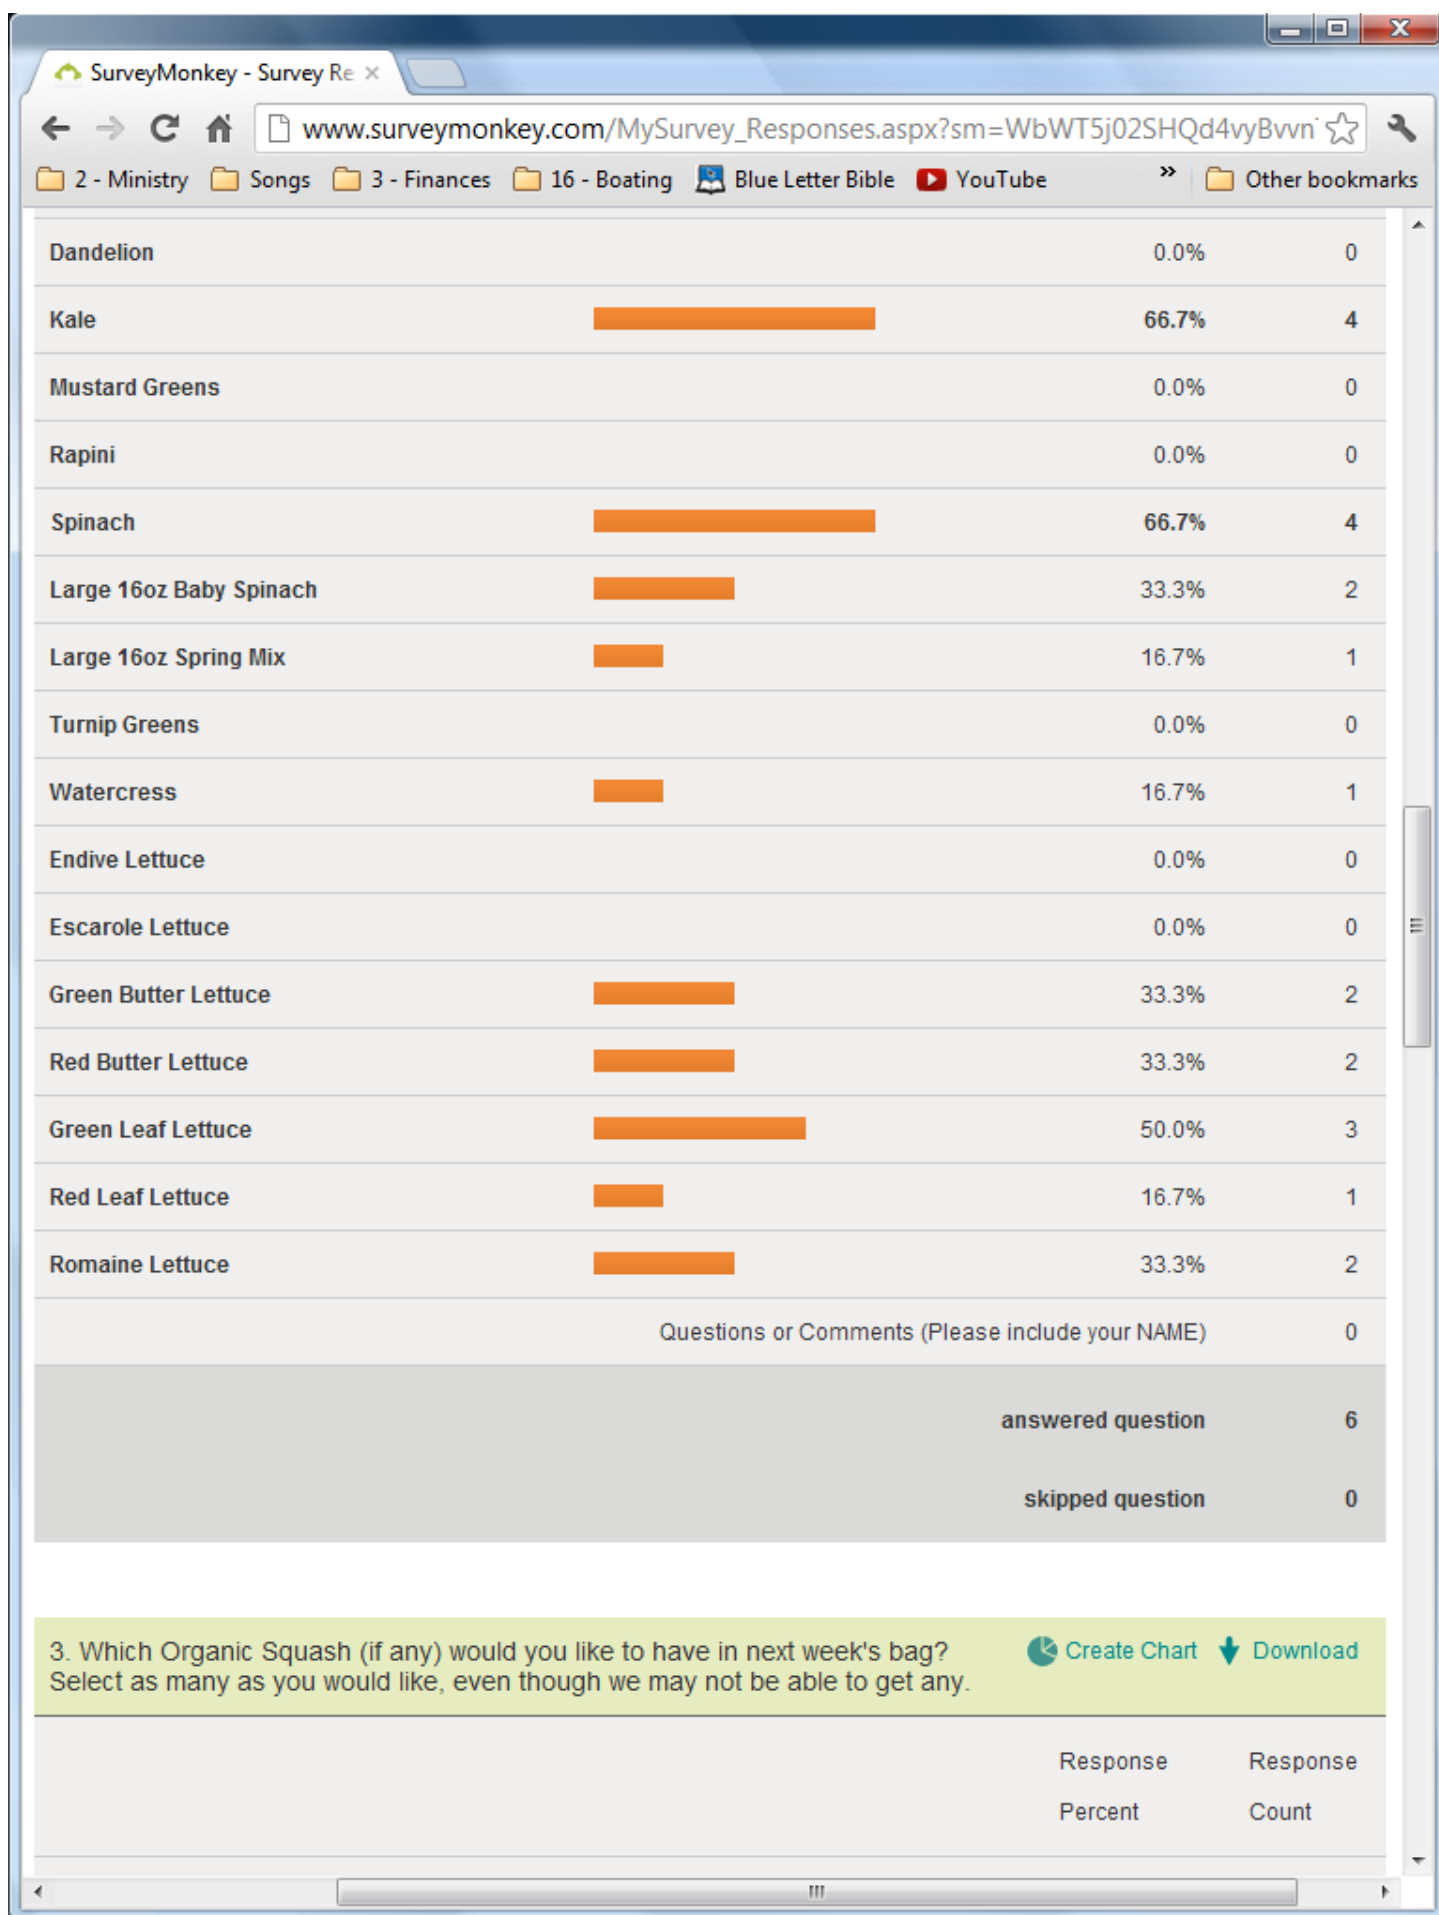 SurveyMonkey - Survey Re
www.surveymonkey.com/MySurvey_Responses.aspx?sm=WbWT5j02SHQd4vyBvvn
2 - Ministry Songs 3 - Finances 16 - Boating Blue Letter Bible YouTube » Other bookmarks
Dandelion 0.0% 0
Kale 66.7% 4
Mustard Greens 0.0% 0
Rapini 0.0% 0
Spinach 66.7% 4
Large 16oz Baby Spinach 33.3% 2
Large 16oz Spring Mix 16.7% 1
Turnip Greens 0.0% 0
Watercress 16.7% 1
Endive Lettuce 0.0% 0
Escarole Lettuce 0.0% 0
Green Butter Lettuce 33.3% 2
Red Butter Lettuce 33.3% 2
Green Leaf Lettuce 50.0% 3
Red Leaf Lettuce 16.7% 1
Romaine Lettuce 33.3% 2
Questions or Comments (Please include your NAME) 0
answered question 6
skipped question 0
3. Which Organic Squash (if any) would you like to have in next week's bag? Create Chart Download
Select as many as you would like, even though we may not be able to get any.
Response Response
Percent Count